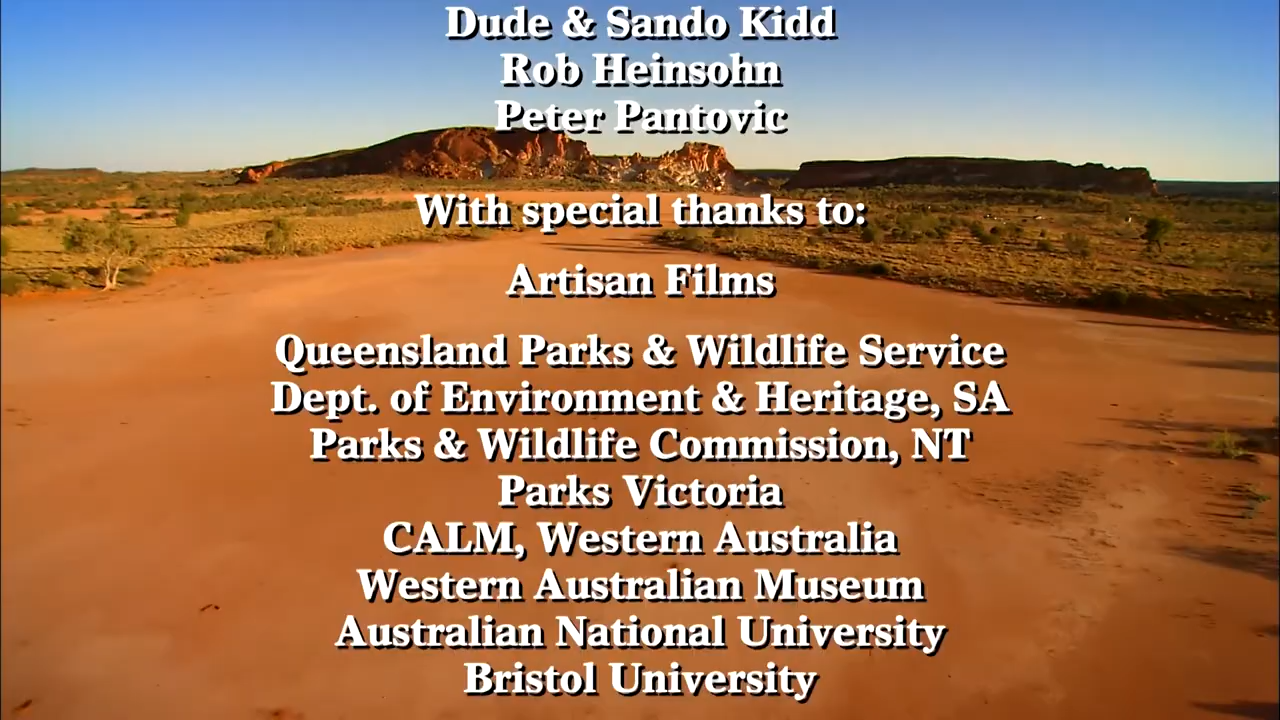 Dude & Sando Kidd
Rob Heinsohn
Peter Pantovic
With special thanks to:
Artisan Films
Queensland Parks & Wildlife Service
Dept. of Environment & Heritage, SA
Parks & Wildlife Commission, NT
Parks Victoria
CALM, Western Australia
Western Australian Museum
Australian National University
Bristol University